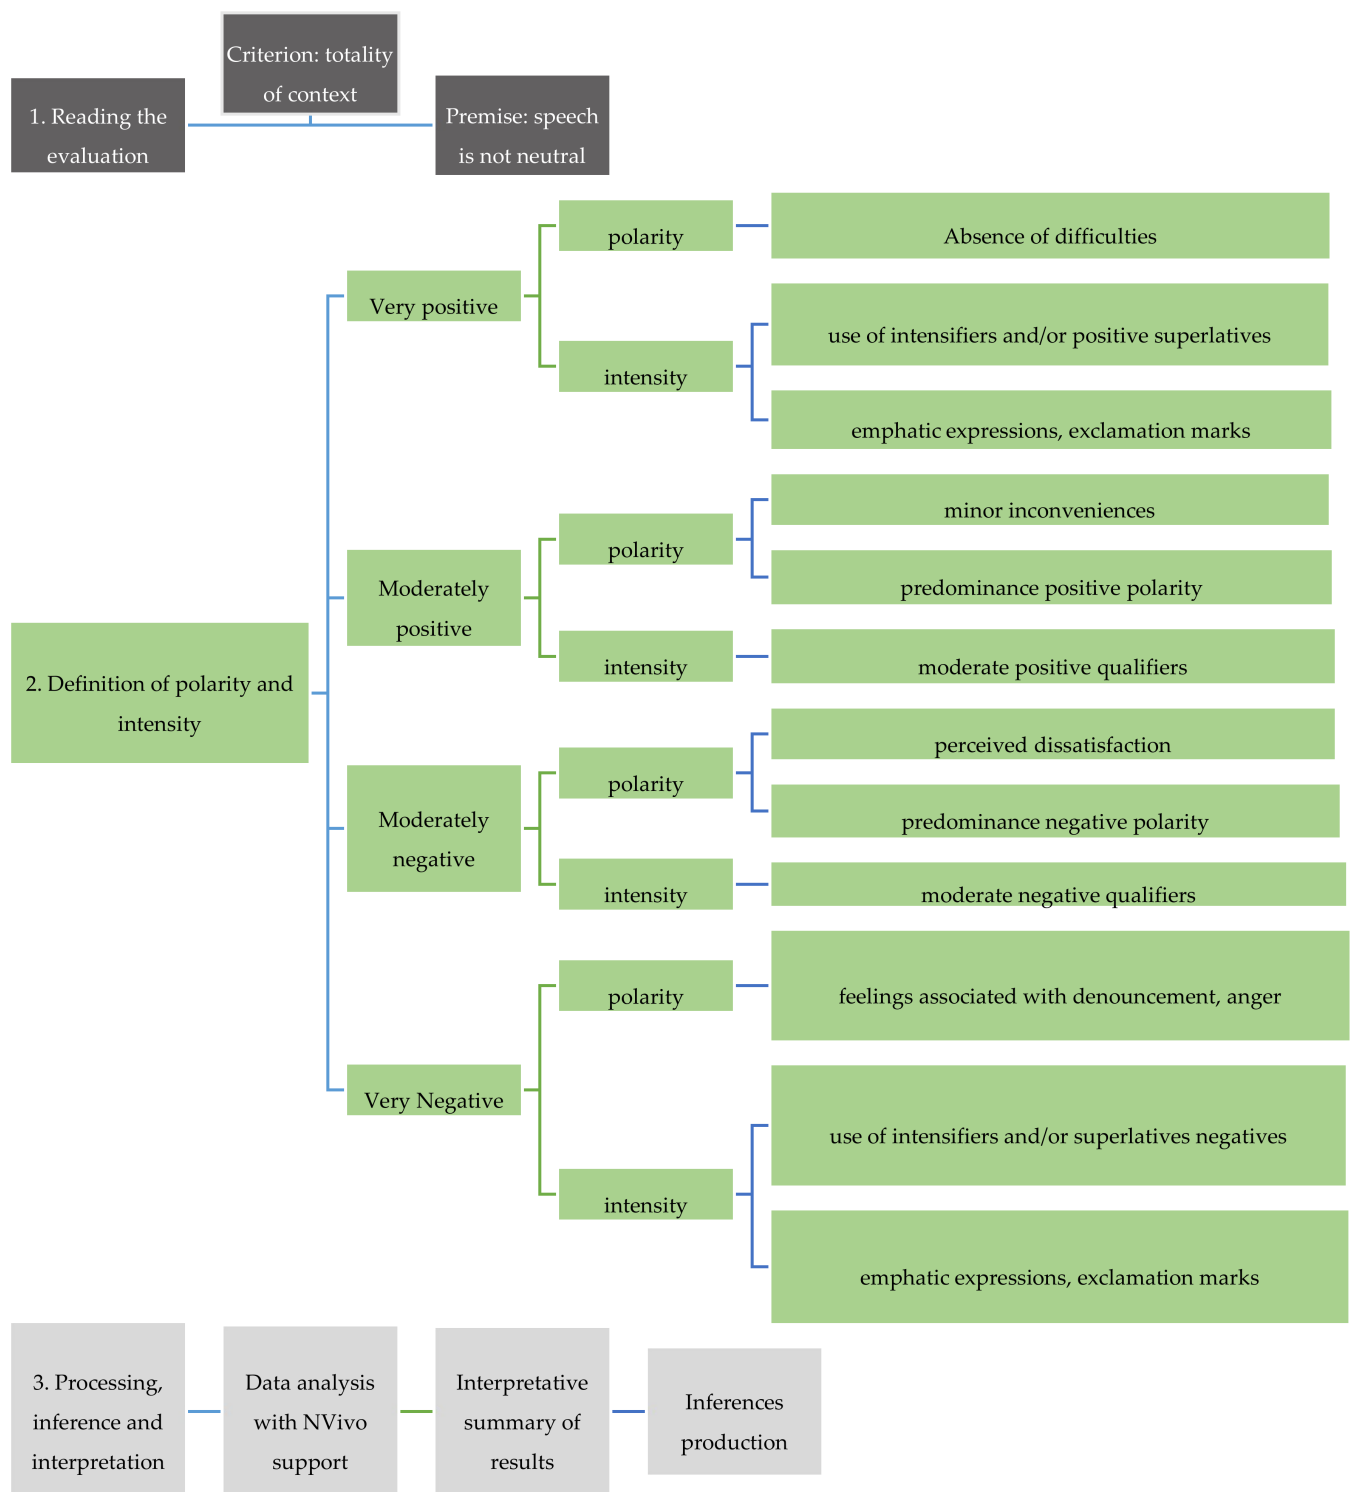 Criterion: totality
of context
1. Reading the
evaluation
Premise: speech
is not neutral
2. Definition of polarity and
intensity
Very positive
polarity
Absence of difficulties
intensity
use of intensifiers and/or positive superlatives
emphatic expressions, exclamation marks
Moderately
positive
polarity
minor inconveniences
predominance positive polarity
intensity
moderate positive qualifiers
Moderately
negative
polarity
perceived dissatisfaction
predominance negative polarity
intensity
moderate negative qualifiers
Very Negative
polarity
feelings associated with denouncement, anger
intensity
use of intensifiers and/or superlatives negatives
emphatic expressions, exclamation marks
3. Processing,
inference and
interpretation
Data analysis
with NVivo
support
Interpretative
summary of
results
Inferences
production